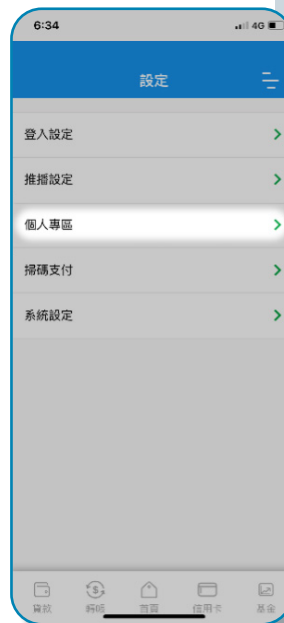 6:34 4G
設定
登入設定
推播設定
個人專區
掃碼支付
系統設定
貸款 轉帳 首頁 信用卡 基金